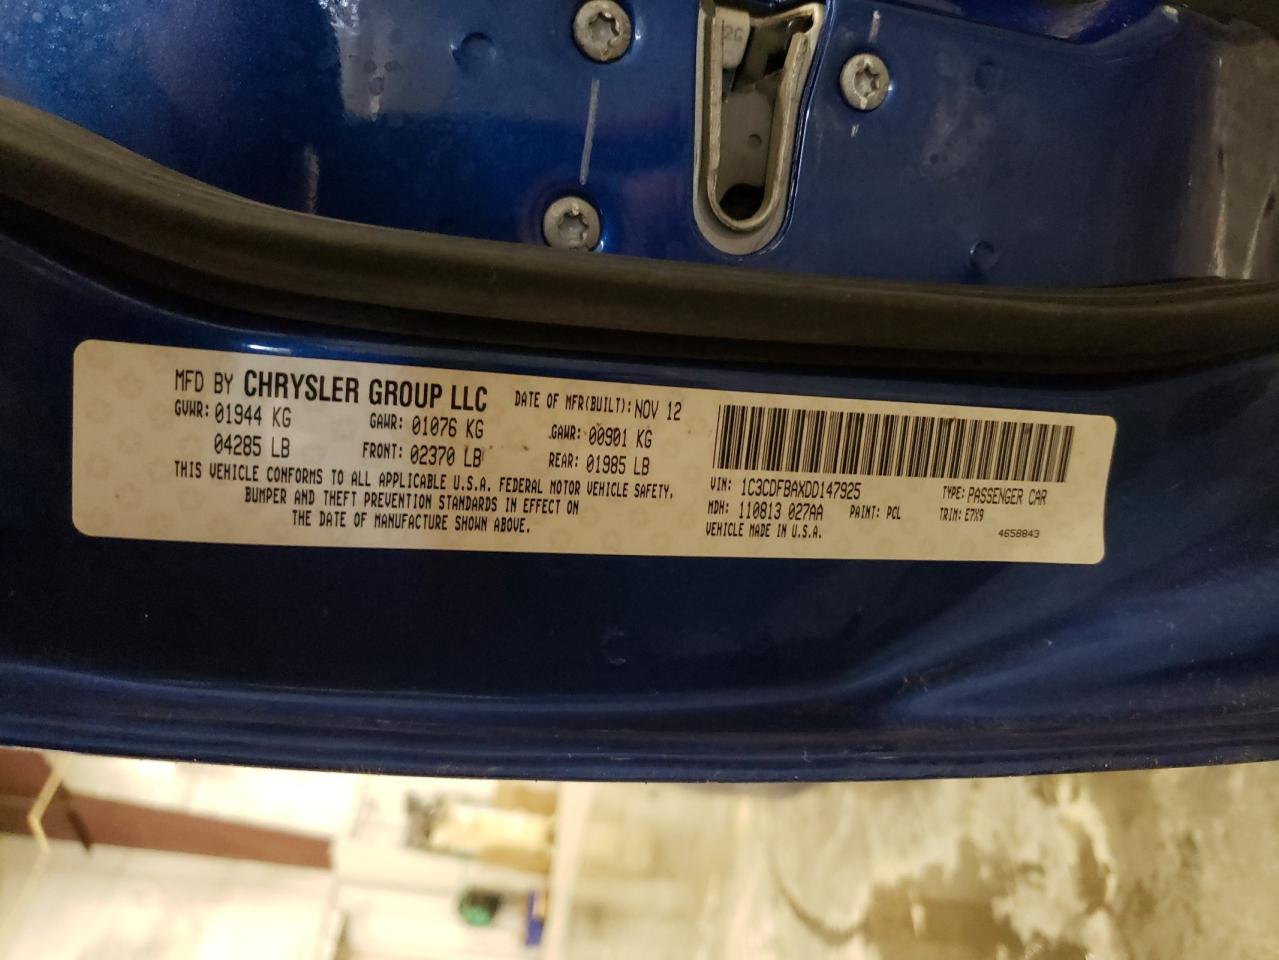 2G
MFD BY CHRYSLER GROUP LLC DATE OF MFR(BUILT): NOV 12
GVWR: 01944 KG GAWR: 01076 KG GAWR: 00901 KG
04285 LB FRONT: 02370 LB REAR: 01985 LB
THIS VEHICLE CONFORMS TO ALL APPLICABLE U.S.A. FEDERAL MOTOR VEHICLE SAFETY,
BUMPER AND THEFT PREVENTION STANDARDS IN EFFECT ON
THE DATE OF MANUFACTURE SHOWN ABOVE.
VIN: 1C3CDFBAXDD147925 TYPE: PASSENGER CAR
MDH: 110813 027AA PAINT: PCL TRIM: E7X9
VEHICLE MADE IN U.S.A. 4658843